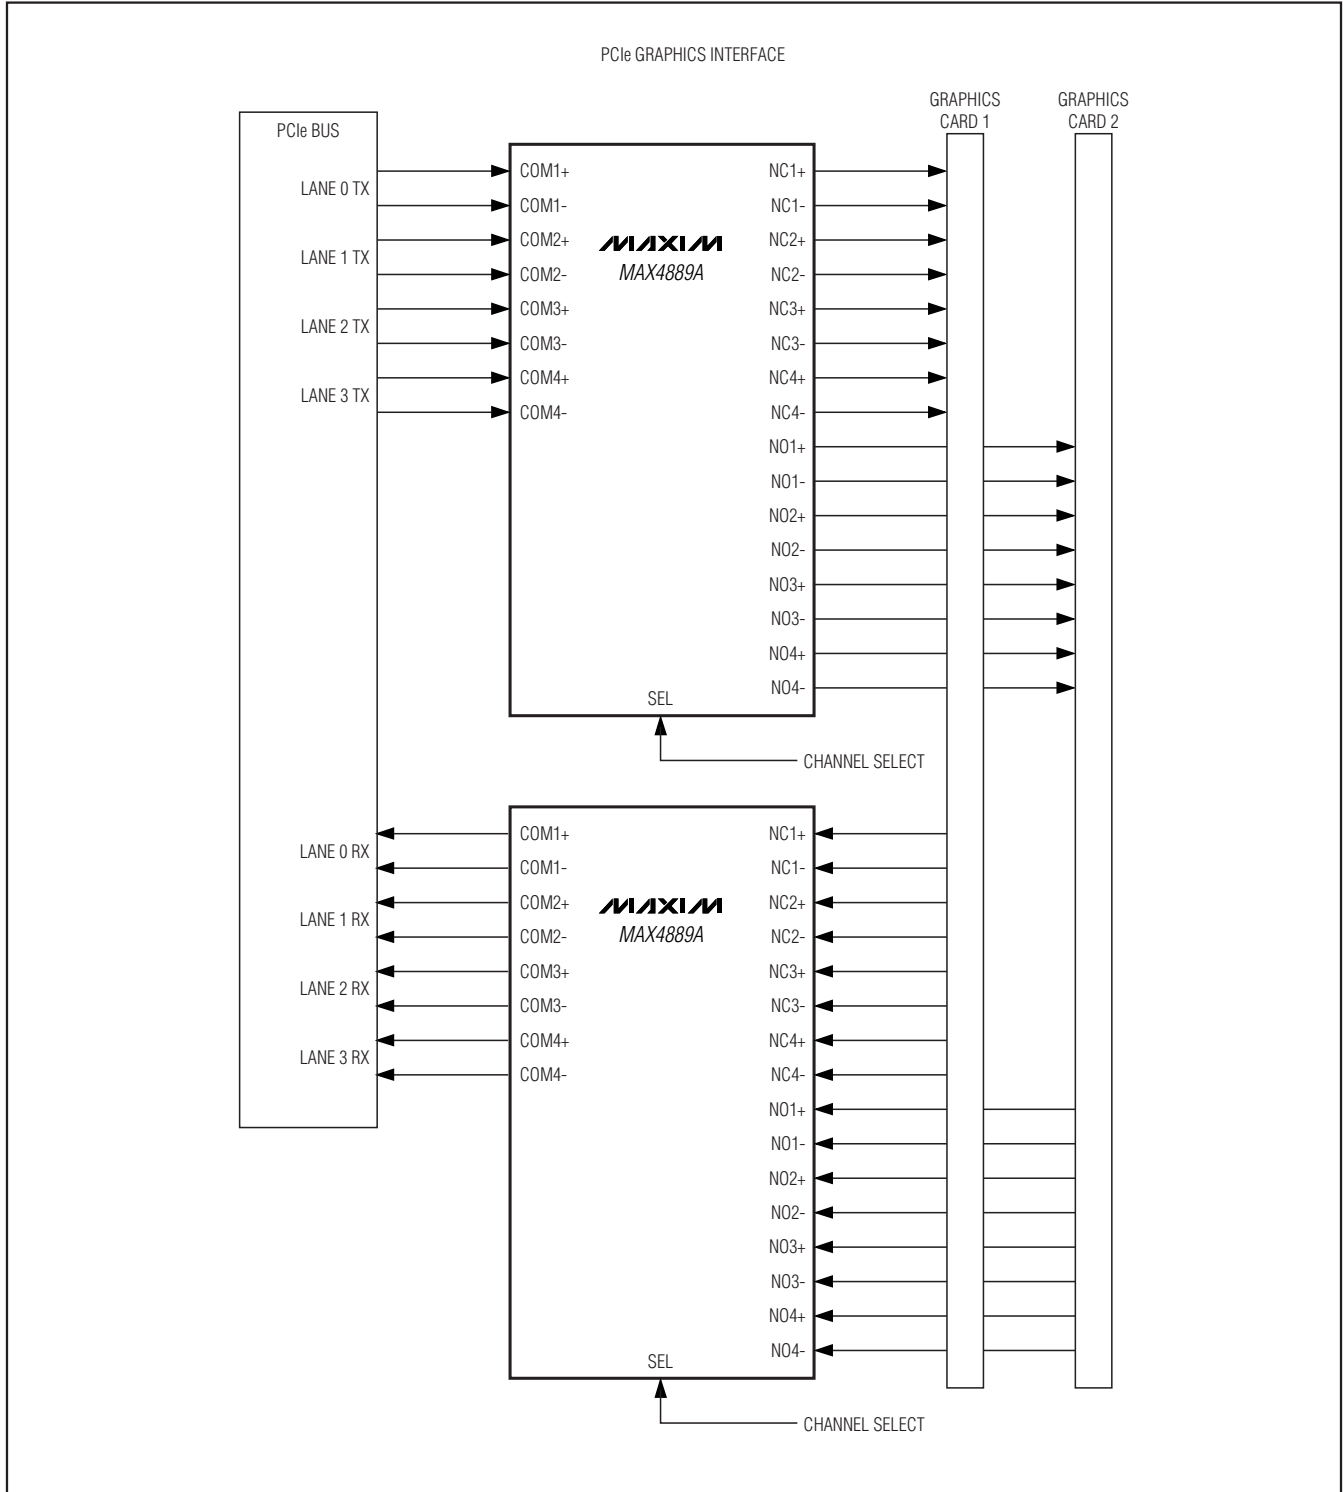 PCIe GRAPHICS INTERFACE
GRAPHICS
CARD 1
GRAPHICS
CARD 2
PCIe BUS
LANE 0 TX
LANE 1 TX
LANE 2 TX
LANE 3 TX
COM1+
COM1-
COM2+
COM2-
COM3+
COM3-
COM4+
COM4-
MAXIM
MAX4889A
NC1+
NC1-
NC2+
NC2-
NC3+
NC3-
NC4+
NC4-
NO1+
NO1-
NO2+
NO2-
NO3+
NO3-
NO4+
NO4-
SEL
CHANNEL SELECT
LANE 0 RX
LANE 1 RX
LANE 2 RX
LANE 3 RX
COM1+
COM1-
COM2+
COM2-
COM3+
COM3-
COM4+
COM4-
MAXIM
MAX4889A
NC1+
NC1-
NC2+
NC2-
NC3+
NC3-
NC4+
NC4-
NO1+
NO1-
NO2+
NO2-
NO3+
NO3-
NO4+
NO4-
SEL
CHANNEL SELECT